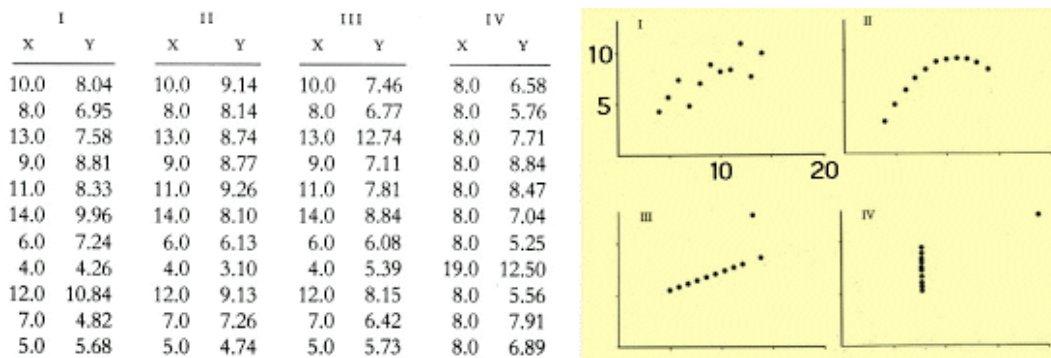 I II III IV
X Y X Y X Y X Y
10.0 8.04 10.0 9.14 10.0 7.46 8.0 6.58
8.0 6.95 8.0 8.14 8.0 6.77 8.0 5.76
13.0 7.58 13.0 8.74 13.0 12.74 8.0 7.71
9.0 8.81 9.0 8.77 9.0 7.11 8.0 8.84
11.0 8.33 11.0 9.26 11.0 7.81 8.0 8.47
14.0 9.96 14.0 8.10 14.0 8.84 8.0 7.04
6.0 7.24 6.0 6.13 6.0 6.08 8.0 5.25
4.0 4.26 4.0 3.10 4.0 5.39 19.0 12.50
12.0 10.84 12.0 9.13 12.0 8.15 8.0 5.56
7.0 4.82 7.0 7.26 7.0 6.42 8.0 7.91
5.0 5.68 5.0 4.74 5.0 5.73 8.0 6.89
I II
10
5
10 20
III IV